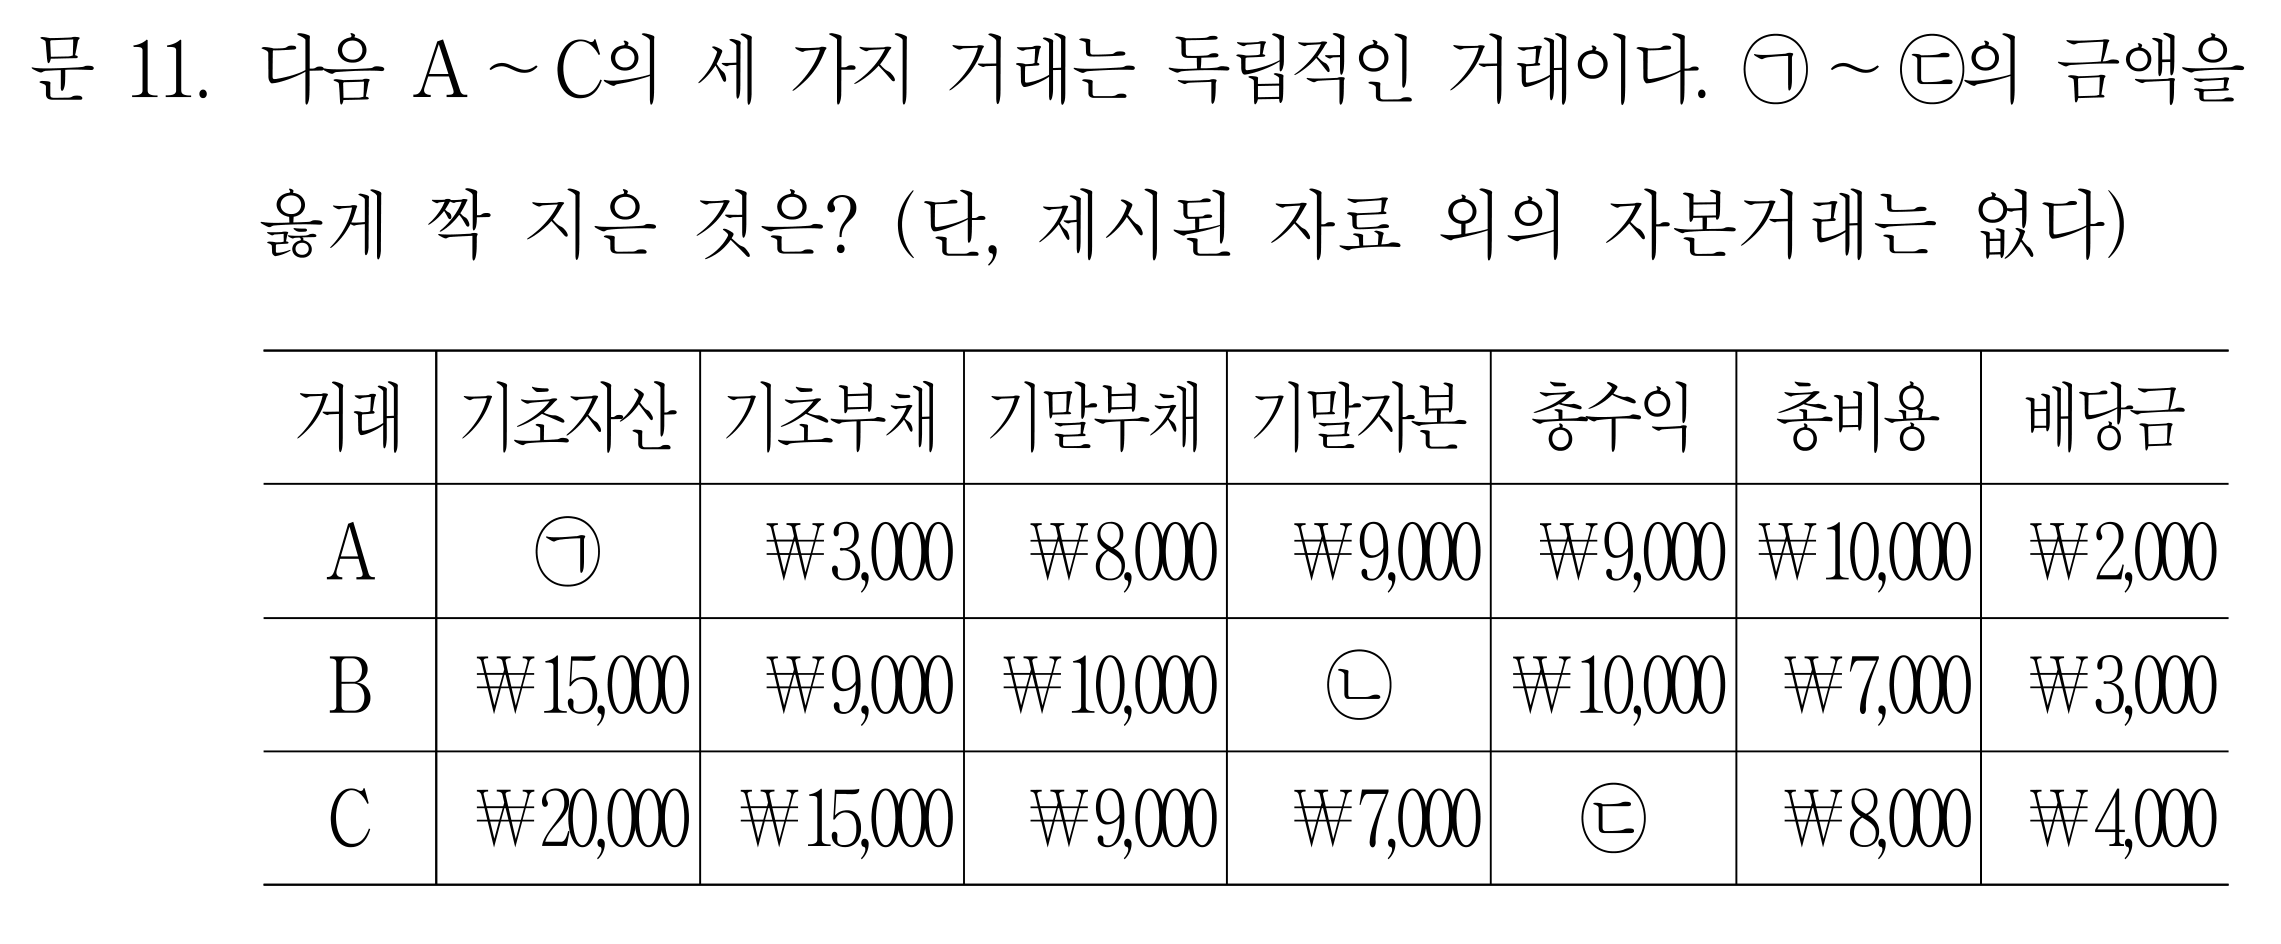 문 11. 다음 A ~ C의 세 가지 거래는 독립적인 거래이다. ㉠ ~ ㉢의 금액을
옳게 짝 지은 것은? (단, 제시된 자료 외의 자본거래는 없다)
거래 기초자산 기초부채 기말부채 기말자본 총수익 총비용 배당금
A ㉠ ₩3,000 ₩8,000 ₩9,000 ₩9,000 ₩10,000 ₩2,000
B ₩15,000 ₩9,000 ₩10,000 ㉡ ₩10,000 ₩7,000 ₩3,000
C ₩20,000 ₩15,000 ₩9,000 ₩7,000 ㉢ ₩8,000 ₩4,000